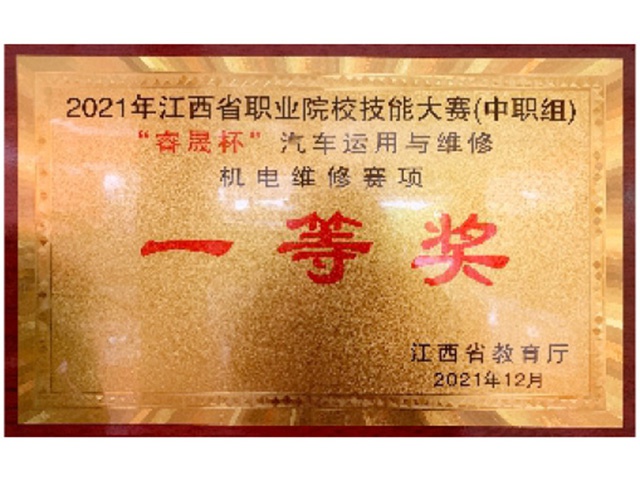 2021年江西省职业院校技能大赛(中职组)
“睿晟杯”汽车运用与维修
机电维修赛项
一等奖
江西省教育厅
2021年12月